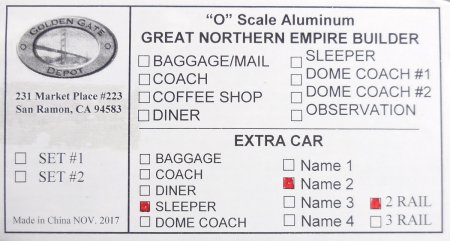 GOLDEN GATE
DEPOT
231 Market Place #223
San Ramon, CA 94583
SET #1
SET #2
Made in China NOV. 2017
"O" Scale Aluminum
GREAT NORTHERN EMPIRE BUILDER
BAGGAGE/MAIL
COACH
COFFEE SHOP
DINER
SLEEPER
DOME COACH #1
DOME COACH #2
OBSERVATION
EXTRA CAR
BAGGAGE
COACH
DINER
SLEEPER
DOME COACH
Name 1
Name 2
Name 3
Name 4
2 RAIL
3 RAIL